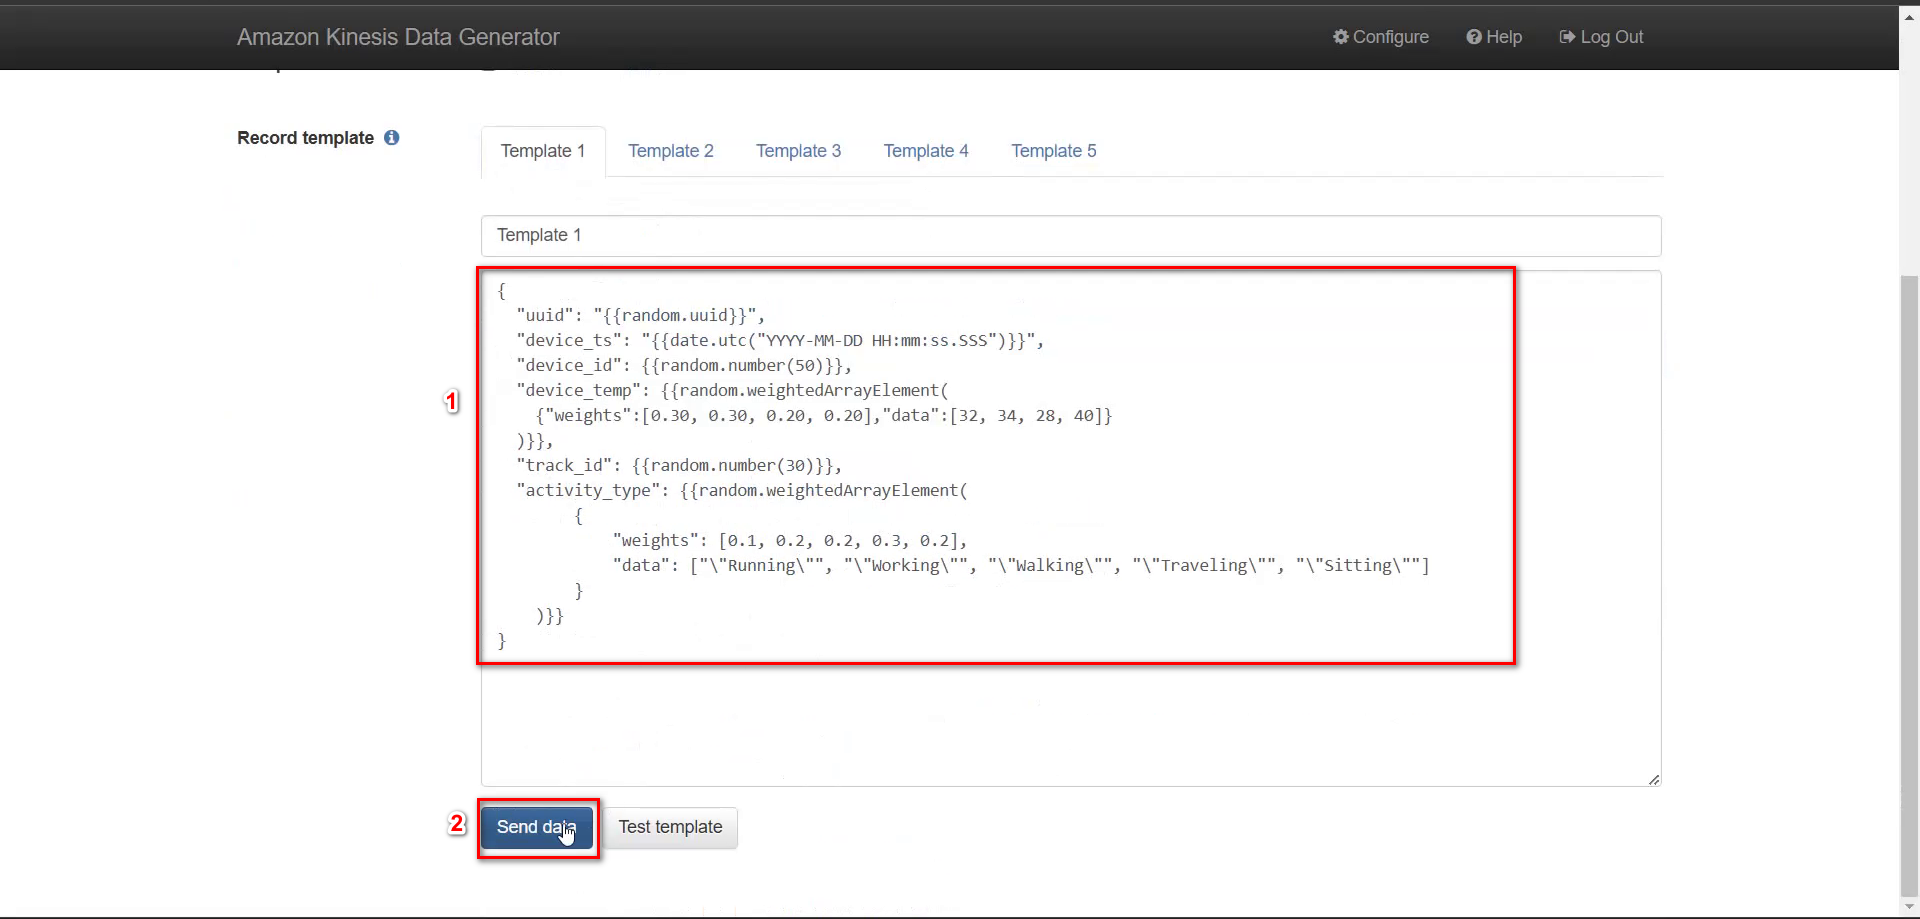 Amazon Kinesis Data Generator
Configure
Help
Log Out
Record template
Template 1
Template 2
Template 3
Template 4
Template 5
Template 1
{
  "uuid": "{{random.uuid}}",
  "device_ts": "{{date.utc("YYYY-MM-DD HH:mm:ss.SSS")}}",
  "device_id": {{random.number(50)}},
  "device_temp": {{random.weightedArrayElement(
    {"weights":[0.30, 0.30, 0.20, 0.20],"data":[32, 34, 28, 40]}
  )}},
  "track_id": {{random.number(30)}},
  "activity_type": {{random.weightedArrayElement(
        {
            "weights": [0.1, 0.2, 0.2, 0.3, 0.2],
            "data": ["\"Running\"", "\"Working\"", "\"Walking\"", "\"Traveling\"", "\"Sitting\""]
        }
    )}}
}
1
2
Send data
Test template